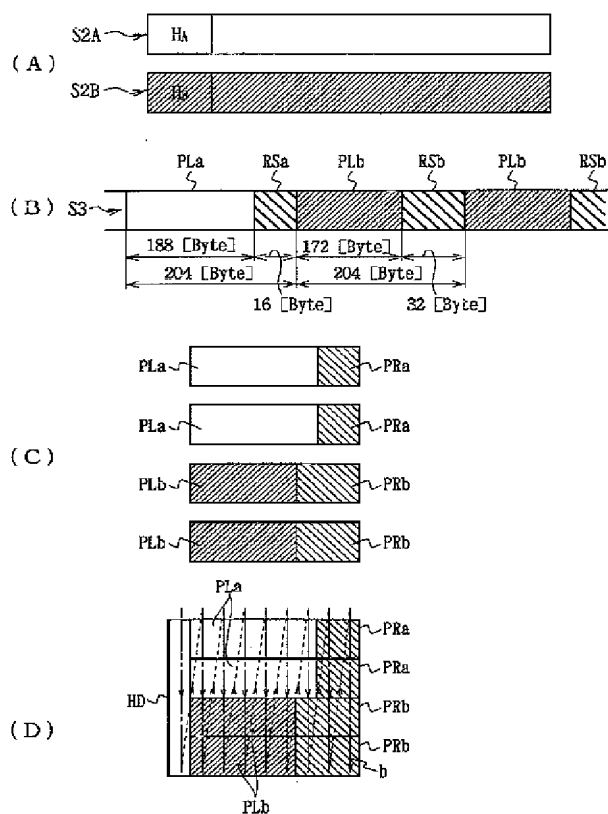 (A)
S2A HA
S2B HB
PLa RSa PLb RSb PLb RSb
(B) S3
188 [Byte] 172 [Byte]
204 [Byte] 204 [Byte]
16 [Byte] 32 [Byte]
PLa PRa
PLa PRa
(C)
PLb PRb
PLb PRb
PLa
PRa
PRa
HD
PRb
(D)
PRb
b
PLb